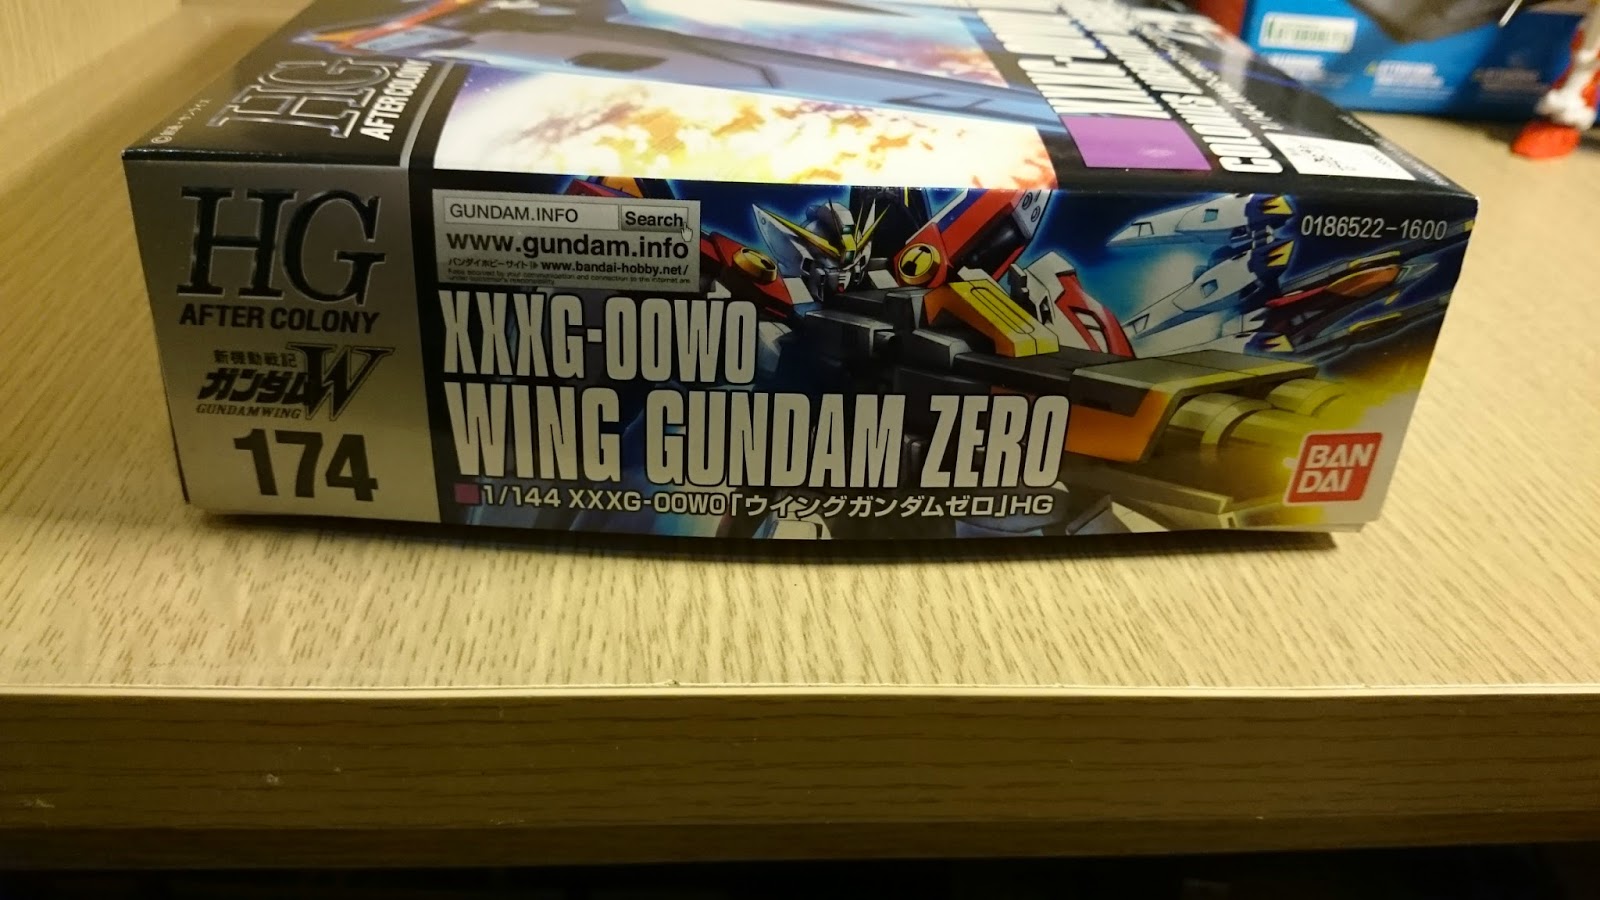 HG
AFTER COLONY
HG
AFTER COLONY
新機動戦記
ガンダムW
GUNDAM WING
174
GUNDAM.INFO
Search
www.gundam.info
バンダイホビーサイト www.bandai-hobby.net/
XXXG-00W0
WING GUNDAM ZERO
1/144 XXXG-00W0「ウイングガンダムゼロ」HG
0186522-1600
BAN
DAI